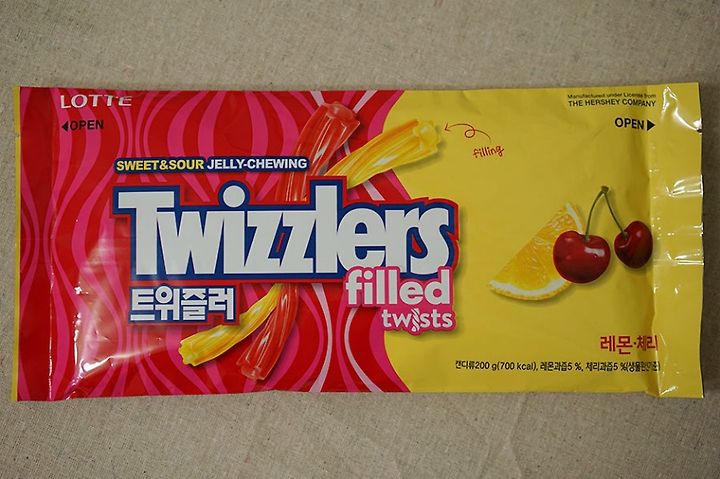 LOTTE
◀OPEN
Manufactured under License from
THE HERSHEY COMPANY
OPEN▶
SWEET&SOUR JELLY-CHEWING
filling
Twizzlers
트위즐러
filled
twists
레몬·체리
캔디류200 g(700 kcal), 레몬과즙5 %, 체리과즙5 %